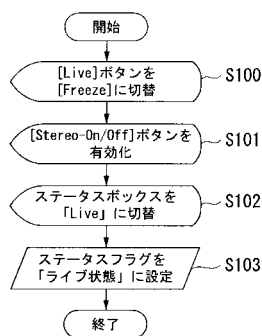 開始
[Live]ボタンを
[Freeze]に切替
S100
[Stereo-On/Off]ボタンを
有効化
S101
ステータスボックスを
「Live」に切替
S102
ステータスフラグを
「ライブ状態」に設定
S103
終了